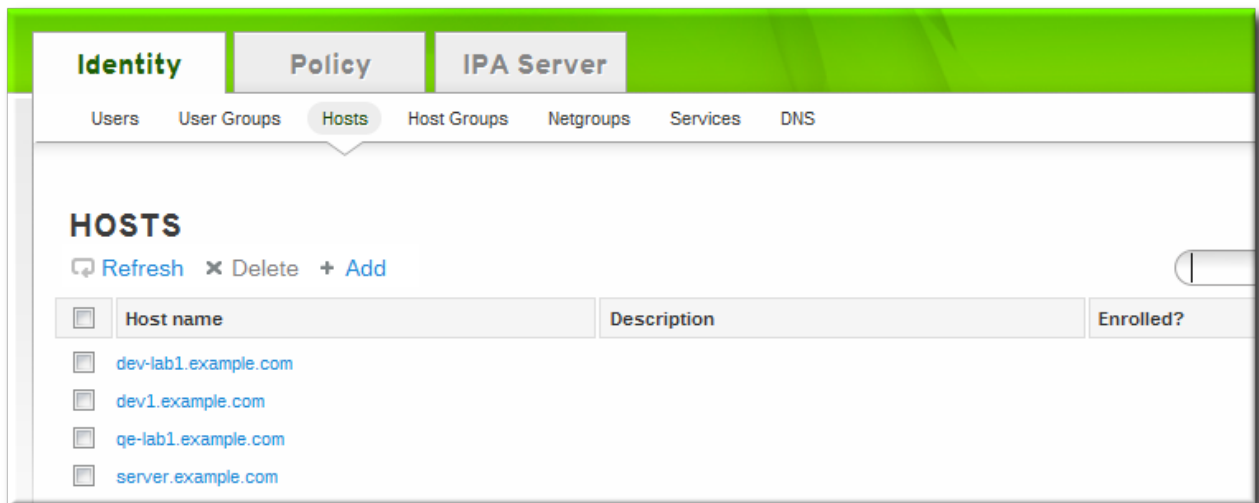 Identity Policy IPA Server
Users User Groups Hosts Host Groups Netgroups Services DNS
HOSTS
Refresh Delete Add
Host name Description Enrolled?
dev-lab1.example.com
dev1.example.com
qe-lab1.example.com
server.example.com